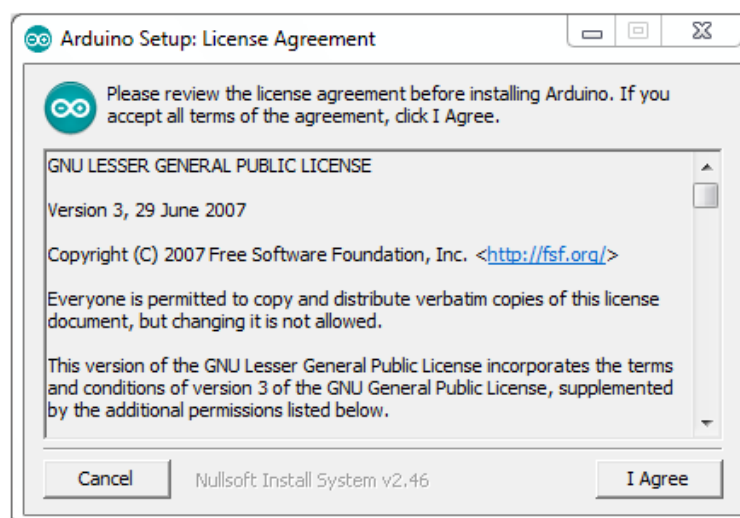 Arduino Setup: License Agreement
Please review the license agreement before installing Arduino. If you
accept all terms of the agreement, click I Agree.
GNU LESSER GENERAL PUBLIC LICENSE
Version 3, 29 June 2007
Copyright (C) 2007 Free Software Foundation, Inc. <http://fsf.org/>
Everyone is permitted to copy and distribute verbatim copies of this license
document, but changing it is not allowed.
This version of the GNU Lesser General Public License incorporates the terms
and conditions of version 3 of the GNU General Public License, supplemented
by the additional permissions listed below.
Cancel
Nullsoft Install System v2.46
I Agree